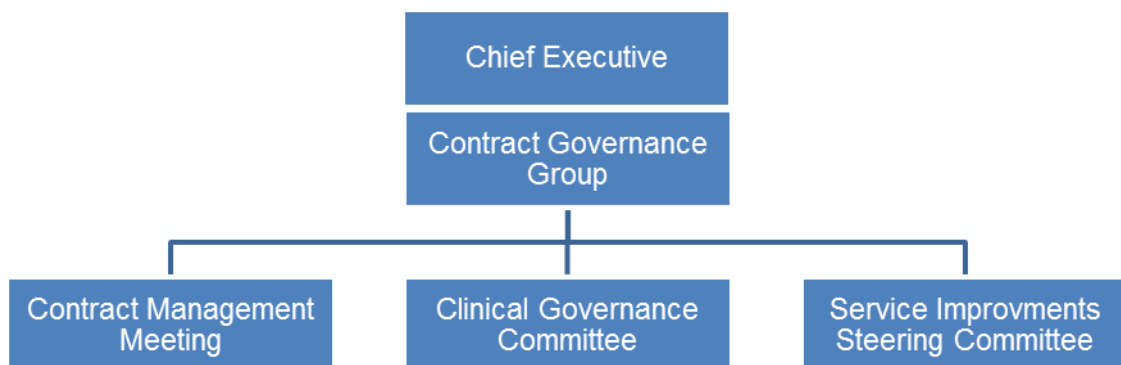 Chief Executive
Contract Governance
Group
Contract Management
Meeting
Clinical Governance
Committee
Service Improvments
Steering Committee